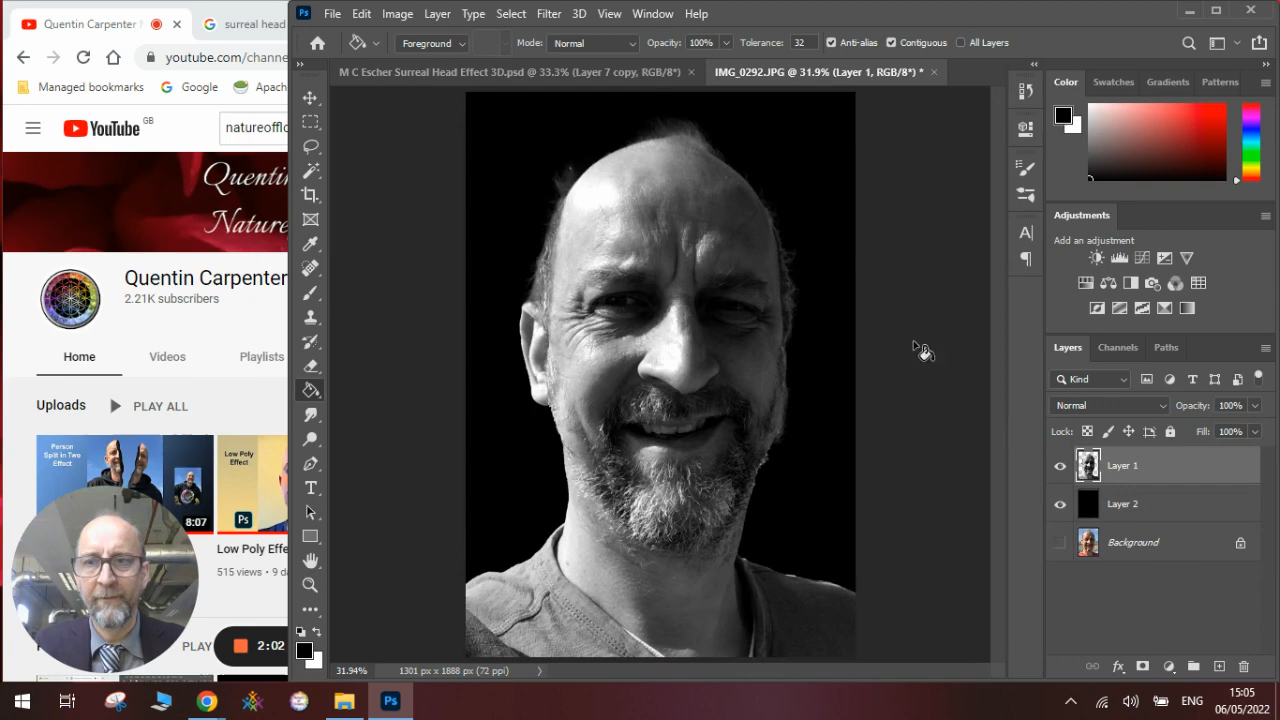 Quentin Carpenter
surreal head
Ps
File Edit Image Layer Type Select Filter 3D View Window Help
youtube.com/channe
Foreground
Mode: Normal
Opacity: 100%
Tolerance: 32
Anti-alias
Contiguous
All Layers
Managed bookmarks
Google
Apach
M C Escher Surreal Head Effect 3D.psd @ 33.3% (Layer 7 copy, RGB/8*)
IMG_0292.JPG @ 31.9% (Layer 1, RGB/8*) *
Color Swatches Gradients Patterns
YouTube GB
natureofflo
Quentin
Nature
Adjustments
Add an adjustment
Quentin Carpenter
2.21K subscribers
Home Videos Playlists
Layers Channels Paths
Kind
Normal
Opacity: 100%
Uploads
PLAY ALL
Lock:
Fill: 100%
Person
Split in Two
Effect
8:07
Low Poly
Effect
Ps
Layer 1
Layer 2
Background
Low Poly Effe
515 views • 9 da
PLAY
2:02
31.94%
1301 px x 1888 px (72 ppi)
Ps
ENG
15:05
06/05/2022